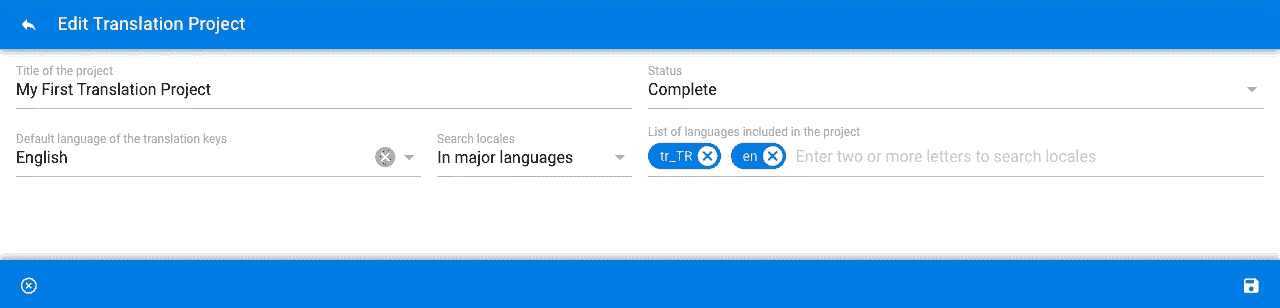 Edit Translation Project
Title of the project
My First Translation Project
Status
Complete
Default language of the translation keys
English
Search locales
In major languages
List of languages included in the project
tr_TR en Enter two or more letters to search locales